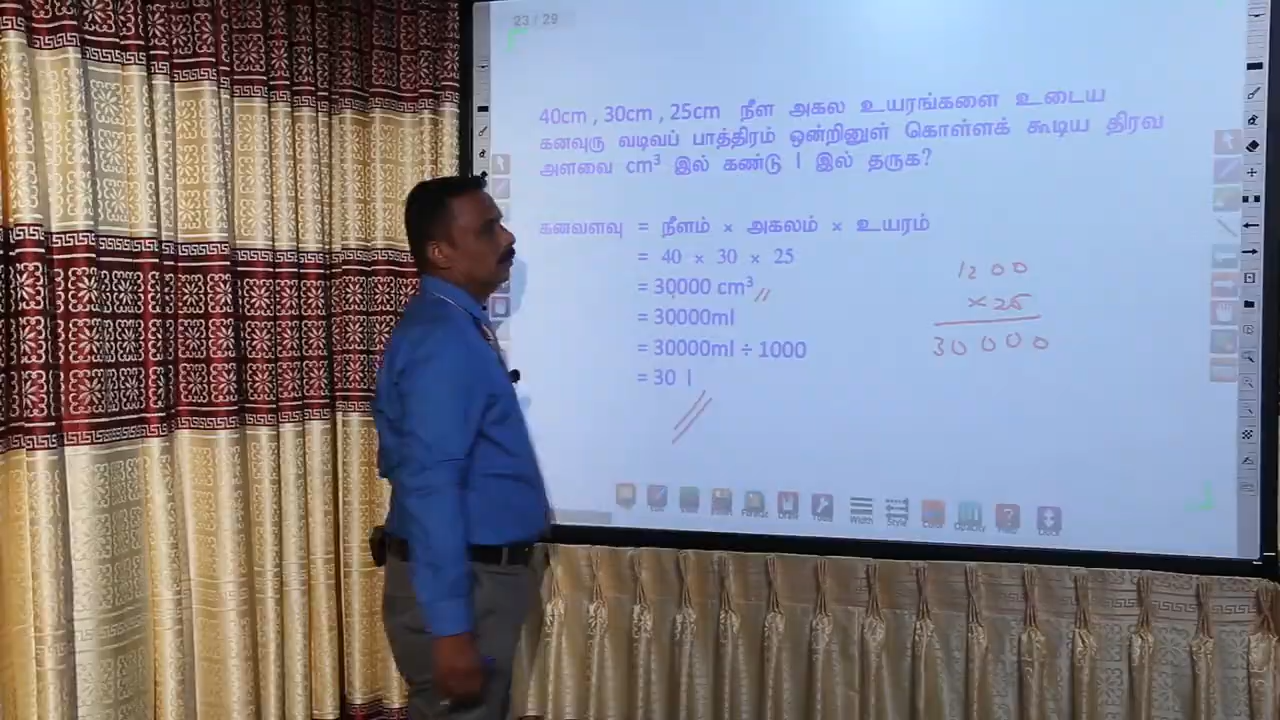 23 / 29
40cm , 30cm , 25cm நீள அகல உயரங்களை உடைய
கனவுரு வடிவப் பாத்திரம் ஒன்றினுள் கொள்ளக் கூடிய திரவ
அளவை cm³ இல் கண்டு l இல் தருக?
கனவளவு = நீளம் × அகலம் × உயரம்
= 40 × 30 × 25
= 30000 cm³
= 30000ml
= 30000ml ÷ 1000
= 30 l
1200
×25
30000
Width
Style